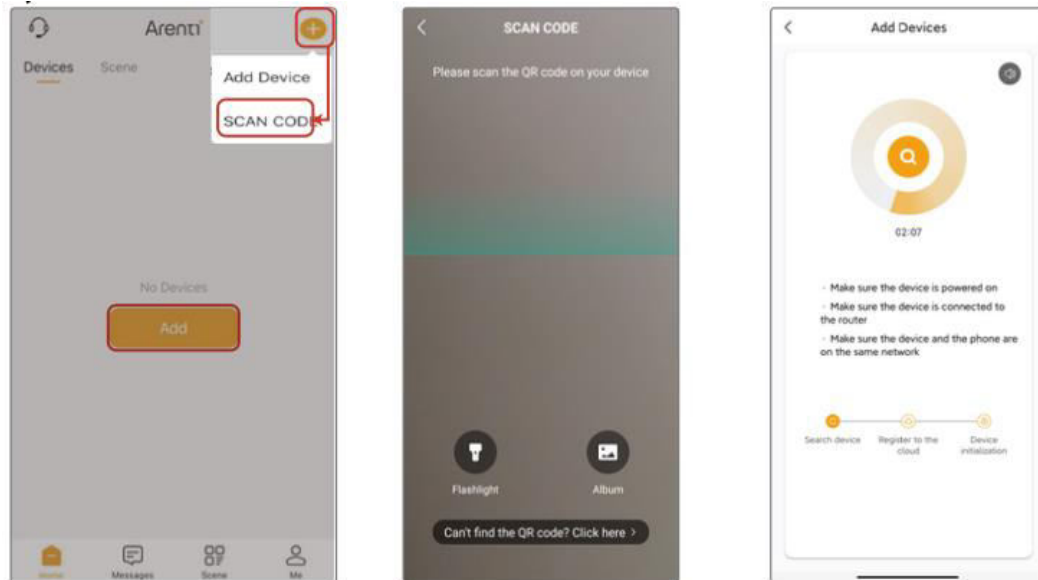 Arenti
Devices Scene
Add Device
SCAN CODE
No Devices
Add
Home Messages Scene Me
SCAN CODE
Please scan the QR code on your device
Flashlight Album
Can't find the QR code? Click here >
Add Devices
02:07
· Make sure the device is powered on
· Make sure the device is connected to
the router
· Make sure the device and the phone are
on the same network
Search device Register to the Device
cloud initialization